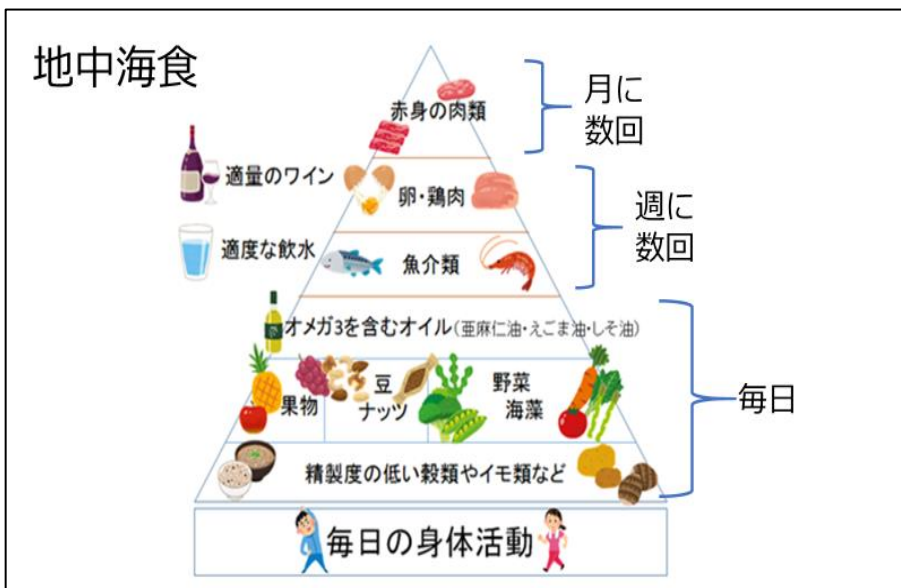 地中海食
赤身の肉類
月に
数回
適量のワイン
卵・鶏肉
週に
数回
適度な飲水
魚介類
オメガ3を含むオイル(亜麻仁油・えごま油・しそ油)
毎日
果物
豆
ナッツ
野菜
海藻
精製度の低い穀類やイモ類など
毎日の身体活動